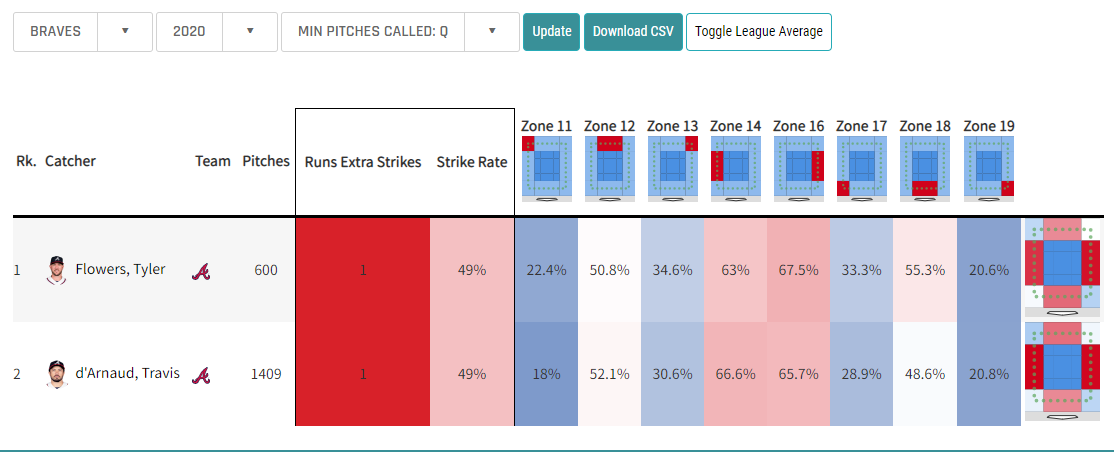 BRAVES ▼ 2020 ▼ MIN PITCHES CALLED: Q ▼ Update Download CSV Toggle League Average
Zone 11 Zone 12 Zone 13 Zone 14 Zone 16 Zone 17 Zone 18 Zone 19
Rk. Catcher Team Pitches Runs Extra Strikes Strike Rate
1 Flowers, Tyler A 600 1 49% 22.4% 50.8% 34.6% 63% 67.5% 33.3% 55.3% 20.6%
2 d'Arnaud, Travis A 1409 1 49% 18% 52.1% 30.6% 66.6% 65.7% 28.9% 48.6% 20.8%